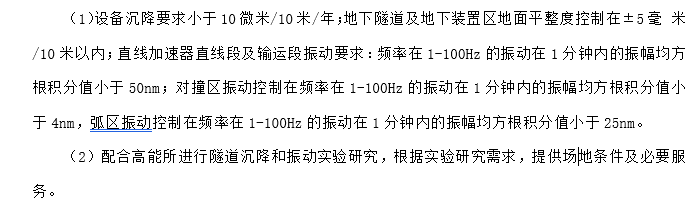 （1）设备沉降要求小于 10 微米/10 米/年；地下隧道及地下装置区地面平整度控制在±5 毫 米
/10 米以内；直线加速器直线段及输运段振动要求：频率在 1-100Hz 的振动在 1 分钟内的振幅均方
根积分值小于 50nm；对撞区振动控制在频率在 1-100Hz 的振动在 1 分钟内的振幅均方根积分值小
于 4nm，弧区振动控制在频率在 1-100Hz 的振动在 1 分钟内的振幅均方根积分值小于 25nm。
（2）配合高能所进行隧道沉降和振动实验研究，根据实验研究需求，提供场地条件及必要服
务。